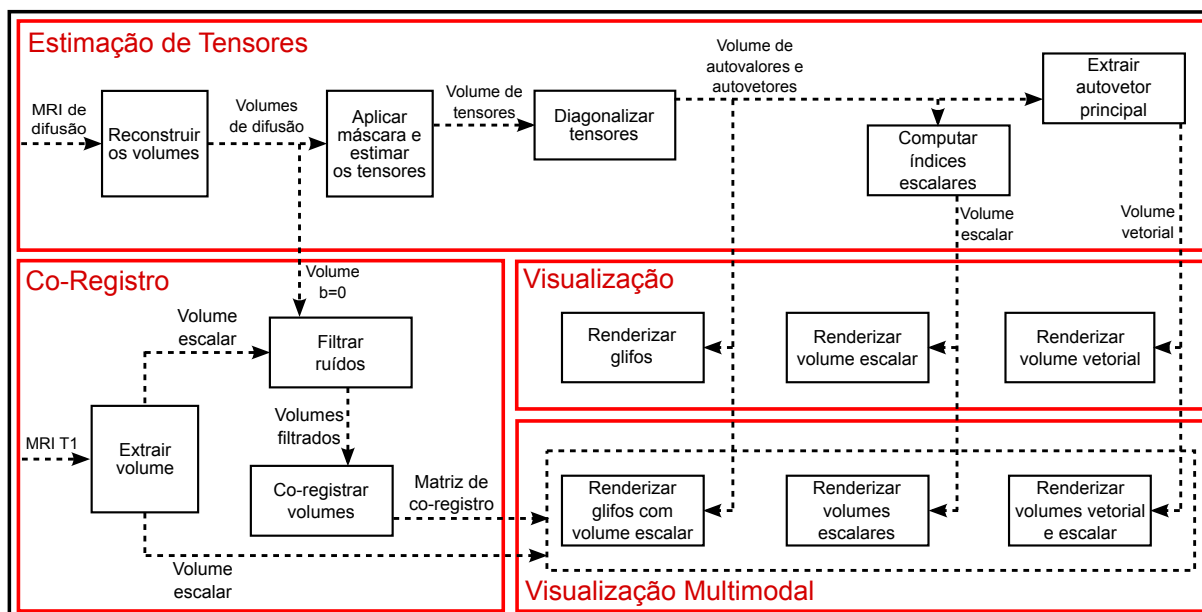 Estimação de Tensores
MRI de
difusão
Reconstruir
os volumes
Volumes
de difusão
Aplicar
máscara e
estimar
os tensores
Volume de
tensores
Diagonalizar
tensores
Volume de
autovalores e
autovetores
Extrair
autovetor
principal
Computar
índices
escalares
Volume
escalar
Volume
vetorial
Co-Registro
Volume
b=0
Volume
escalar
Filtrar
ruídos
MRI T1
Extrair
volume
Volumes
filtrados
Co-registrar
volumes
Matriz de
co-registro
Volume
escalar
Visualização
Renderizar
glifos
Renderizar
volume escalar
Renderizar
volume vetorial
Renderizar
glifos com
volume escalar
Renderizar
volumes
escalares
Renderizar
volumes vetorial
e escalar
Visualização Multimodal